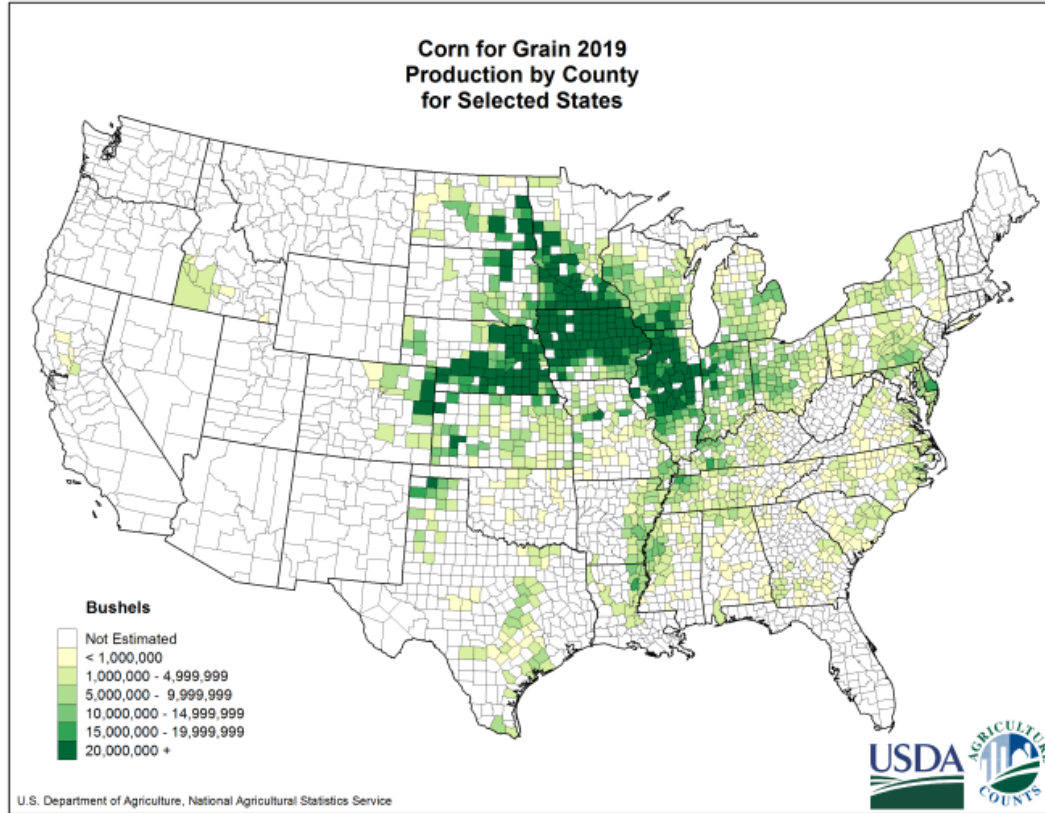 Corn for Grain 2019
Production by County
for Selected States
Bushels
Not Estimated
< 1,000,000
1,000,000 - 4,999,999
5,000,000 - 9,999,999
10,000,000 - 14,999,999
15,000,000 - 19,999,999
20,000,000 +
U.S. Department of Agriculture, National Agricultural Statistics Service
USDA
AGRICULTURE
COUNTS